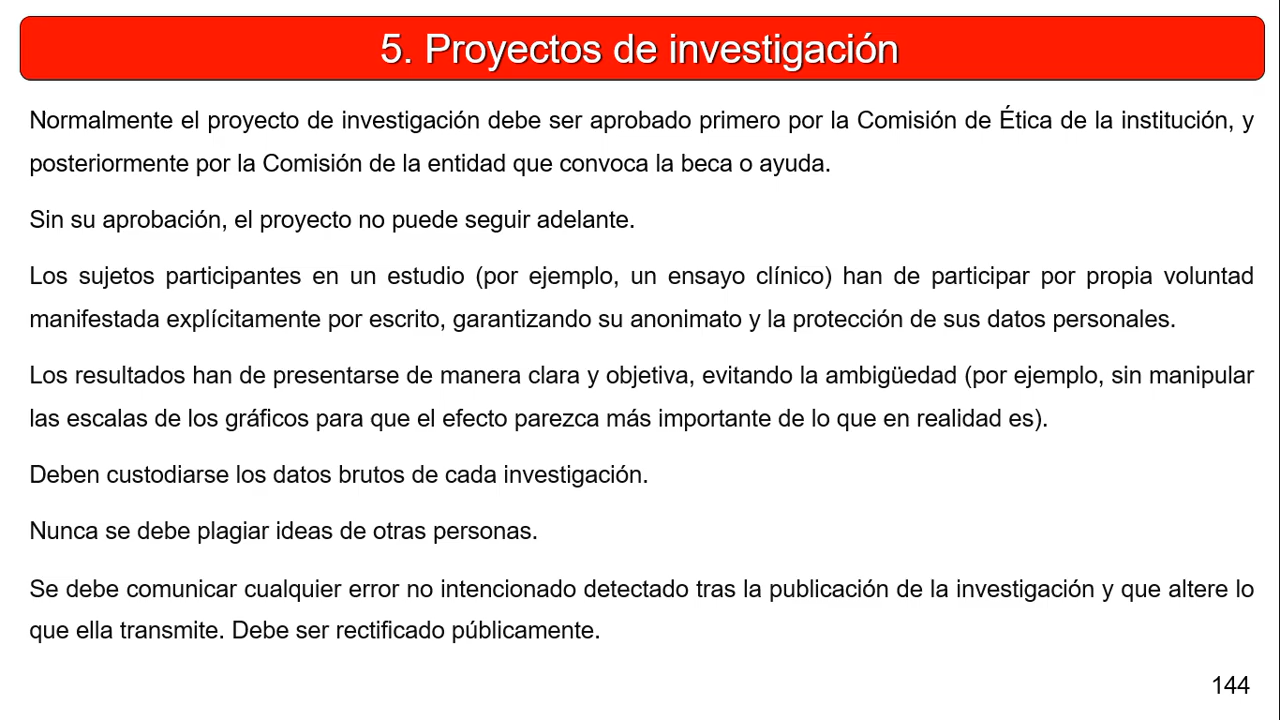 5. Proyectos de investigación
Normalmente el proyecto de investigación debe ser aprobado primero por la Comisión de Ética de la institución, y
posteriormente por la Comisión de la entidad que convoca la beca o ayuda.
Sin su aprobación, el proyecto no puede seguir adelante.
Los sujetos participantes en un estudio (por ejemplo, un ensayo clínico) han de participar por propia voluntad
manifestada explícitamente por escrito, garantizando su anonimato y la protección de sus datos personales.
Los resultados han de presentarse de manera clara y objetiva, evitando la ambigüedad (por ejemplo, sin manipular
las escalas de los gráficos para que el efecto parezca más importante de lo que en realidad es).
Deben custodiarse los datos brutos de cada investigación.
Nunca se debe plagiar ideas de otras personas.
Se debe comunicar cualquier error no intencionado detectado tras la publicación de la investigación y que altere lo
que ella transmite. Debe ser rectificado públicamente.
144